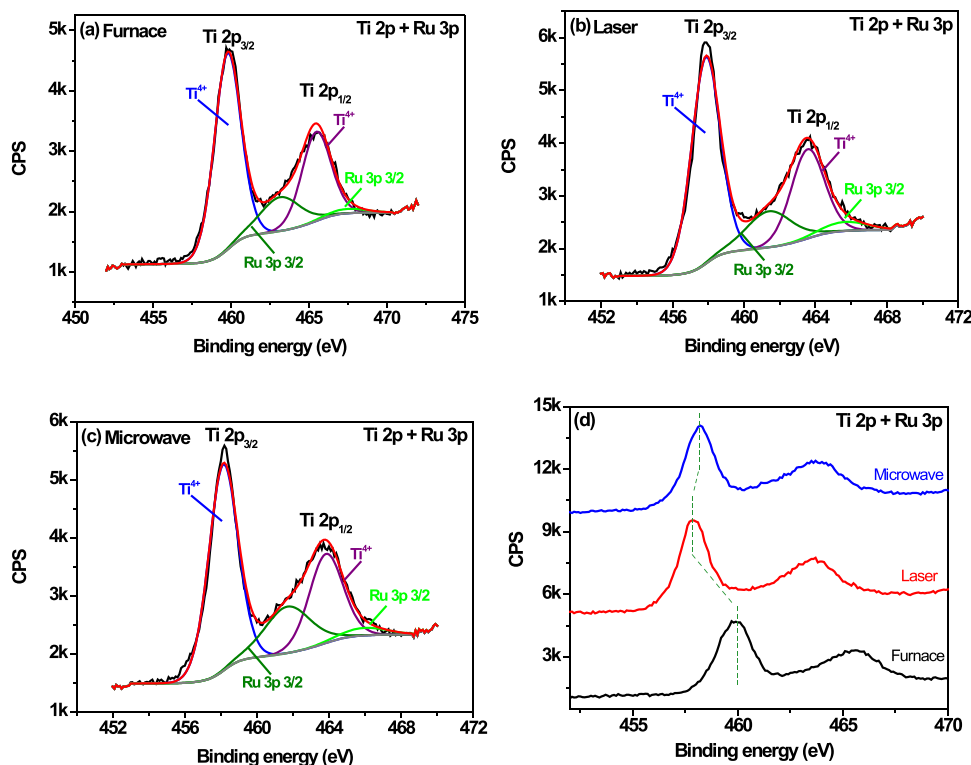 (a) Furnace
Ti 2p + Ru 3p
Ti 2p3/2
Ti4+
Ti 2p1/2
Ti4+
Ru 3p 3/2
Ru 3p 3/2
5k
4k
3k
2k
1k
CPS
450 455 460 465 470 475
Binding energy (eV)
(b) Laser
Ti 2p + Ru 3p
Ti 2p3/2
Ti4+
Ti 2p1/2
Ti4+
Ru 3p 3/2
Ru 3p 3/2
6k
5k
4k
3k
2k
1k
CPS
452 456 460 464 468 472
Binding energy (eV)
(c) Microwave
Ti 2p + Ru 3p
Ti 2p3/2
Ti4+
Ti 2p1/2
Ti4+
Ru 3p 3/2
Ru 3p 3/2
6k
5k
4k
3k
2k
1k
CPS
452 456 460 464 468 472
Binding energy (eV)
(d)
Ti 2p + Ru 3p
Microwave
Laser
Furnace
15k
12k
9k
6k
3k
CPS
455 460 465 470
Binding energy (eV)